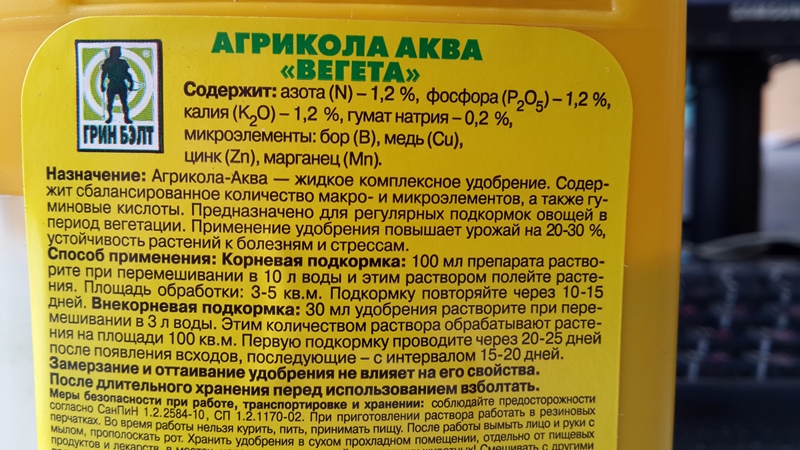 АГРИКОЛА АКВА
«ВЕГЕТА»
ГРИН БЭЛТ
Содержит: азота (N) – 1,2 %, фосфора (P2O5) – 1,2 %,
калия (K2O) – 1,2 %, гумат натрия – 0,2 %,
микроэлементы: бор (B), медь (Cu),
цинк (Zn), марганец (Mn).
Назначение: Агрикола-Аква — жидкое комплексное удобрение. Содер-
жит сбалансированное количество макро- и микроэлементов, а также гу-
миновые кислоты. Предназначено для регулярных подкормок овощей в
период вегетации. Применение удобрения повышает урожай на 20-30 %,
устойчивость растений к болезням и стрессам.
Способ применения: Корневая подкормка: 100 мл препарата раство-
рите при перемешивании в 10 л воды и этим раствором полейте расте-
ния. Площадь обработки: 3-5 кв.м. Подкормку повторяйте через 10-15
дней. Внекорневая подкормка: 30 мл удобрения растворите при пере-
мешивании в 3 л воды. Этим количеством раствора обрабатывают расте-
ния на площади 100 кв.м. Первую подкормку проводите через 20-25 дней
после появления всходов, последующие – с интервалом 15-20 дней.
Замерзание и оттаивание удобрения не влияет на его свойства.
После длительного хранения перед использованием взболтать.
Меры безопасности при работе, транспортировке и хранении: соблюдайте предосторожности
согласно СанПиН 1.2.2584-10, СП 1.2.1170-02. При приготовлении раствора работать в резиновых
перчатках. Во время работы нельзя курить, пить, принимать пищу. После работы вымыть лицо и руки с
мылом, прополоскать рот. Хранить удобрения в сухом прохладном помещении, отдельно от пищевых
продуктов и лекарств, в местах
Смешивать с другими
SAMSUNG